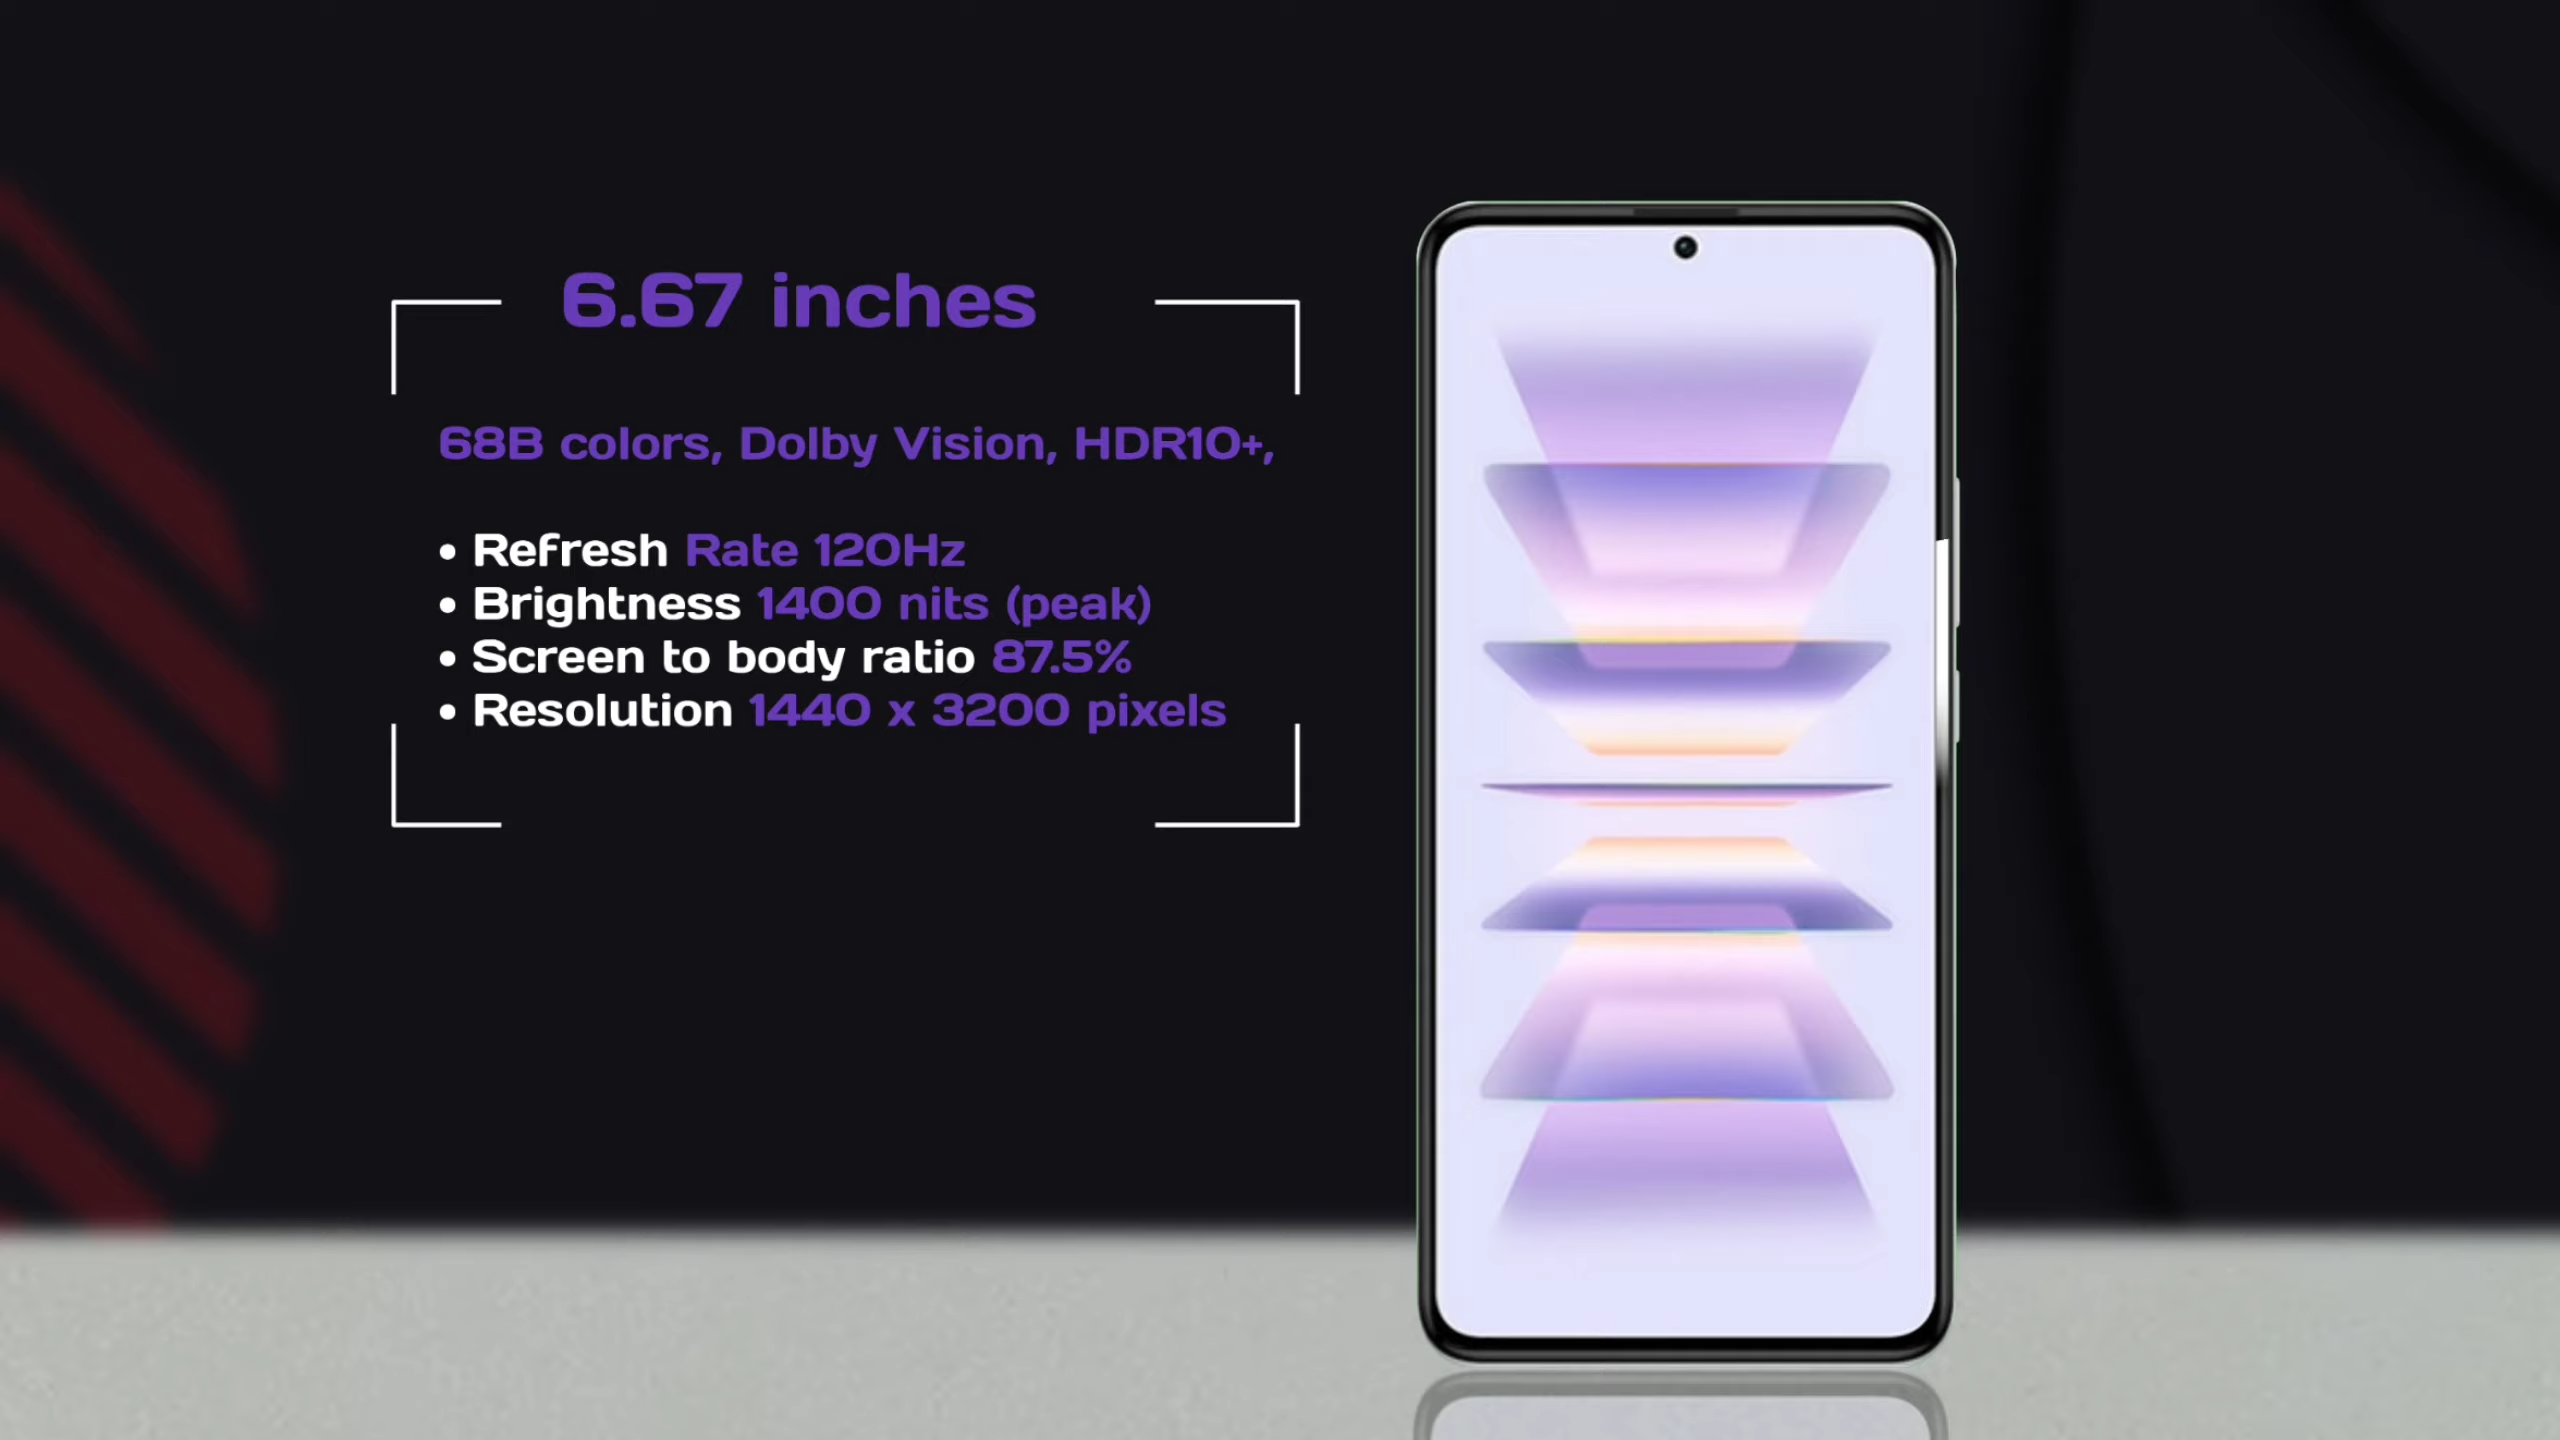 6.67 inches
68B colors, Dolby Vision, HDR10+,
• Refresh Rate 120Hz
• Brightness 1400 nits (peak)
• Screen to body ratio 87.5%
• Resolution 1440 x 3200 pixels